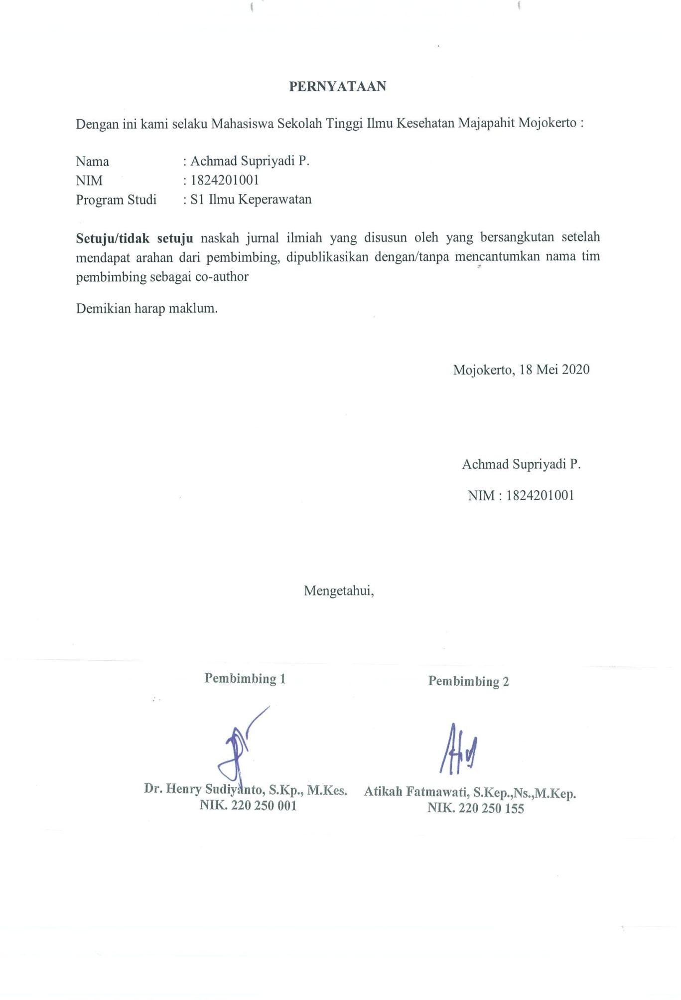 PERNYATAAN
Dengan ini kami selaku Mahasiswa Sekolah Tinggi Ilmu Kesehatan Majapahit Mojokerto :
Nama : Achmad Supriyadi P.
NIM : 1824201001
Program Studi : S1 Ilmu Keperawatan
Setuju/tidak setuju naskah jurnal ilmiah yang disusun oleh yang bersangkutan setelah
mendapat arahan dari pembimbing, dipublikasikan dengan/tanpa mencantumkan nama tim
pembimbing sebagai co-author
Demikian harap maklum.
Mojokerto, 18 Mei 2020
Achmad Supriyadi P.
NIM : 1824201001
Mengetahui,
Pembimbing 1 Pembimbing 2
Dr. Henry Sudiyanto, S.Kp., M.Kes. Atikah Fatmawati, S.Kep.,Ns.,M.Kep.
NIK. 220 250 001 NIK. 220 250 155